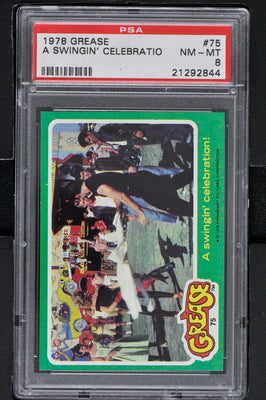 PSA
1978 GREASE #75
A SWINGIN' CELEBRATIO NM-MT
8
21292844
A swingin' celebration!
GREASE
75